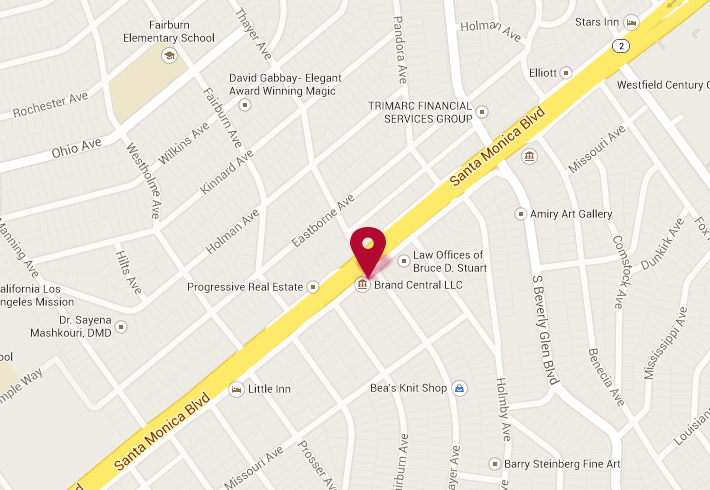 Fairburn
Elementary School
Thayer Ave
Pandora Ave
Holman Ave
Stars Inn
2
Elliott
Westfield Century C
David Gabbay- Elegant
Award Winning Magic
TRIMARC FINANCIAL
SERVICES GROUP
Rochester Ave
Fairburn Ave
Wilkins Ave
Ohio Ave
Santa Monica Blvd
Missouri Ave
Westholme Ave
Kinnard Ave
Holman Ave
Eastborne Ave
Amiry Art Gallery
Manning Ave
Hilts Ave
Comstock Ave
Dunkirk Ave
Fox
Law Offices of
Bruce D. Stuart
Progressive Real Estate
Brand Central LLC
alifornia Los
ngeles Mission
Dr. Sayena
Mashkouri, DMD
S Beverly Glen Blvd
Mississippi Ave
ool
mple Way
Little Inn
Bea's Knit Shop
Holmby Ave
Benecia Ave
Santa Monica Blvd
Missouri Ave
Prosser Ave
irburn Ave
ayer Ave
Louisian
Barry Steinberg Fine Art
d